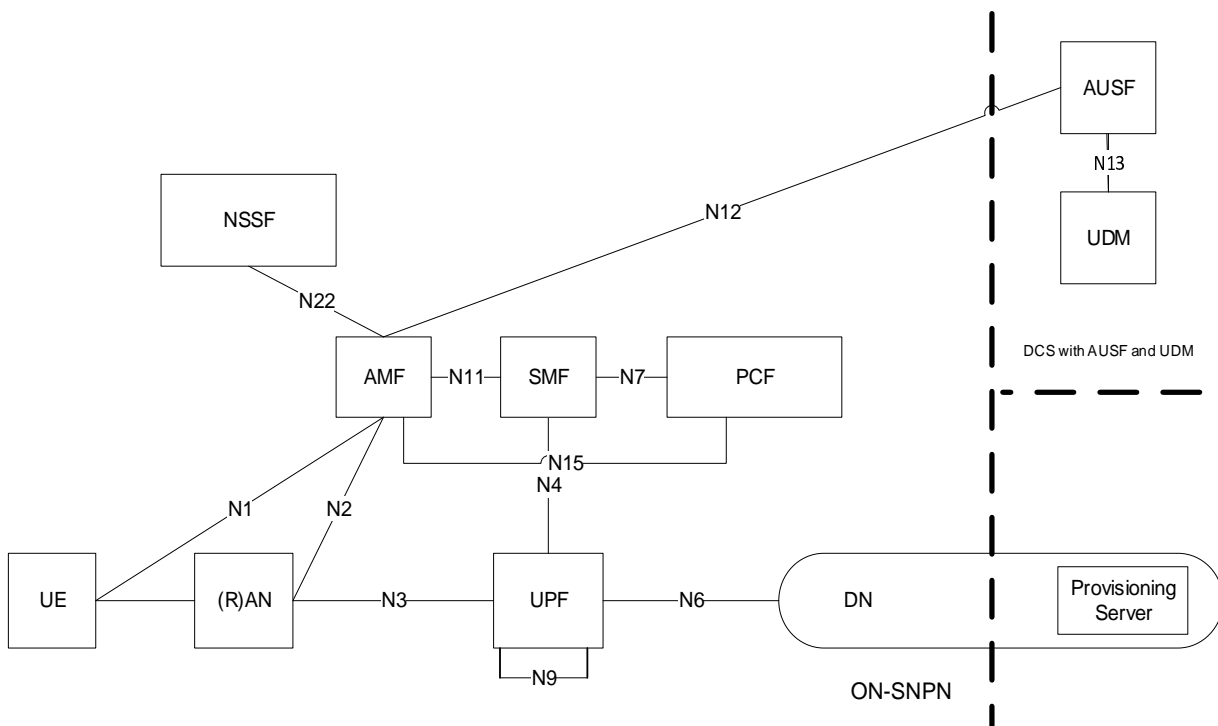 AUSF
N13
NSSF
N12
UDM
N22
DCS with AUSF and UDM
AMF
N11
SMF
N7
PCF
N15
N4
N1
N2
UE
(R)AN
N3
UPF
N6
DN
Provisioning
Server
N9
ON-SNPN